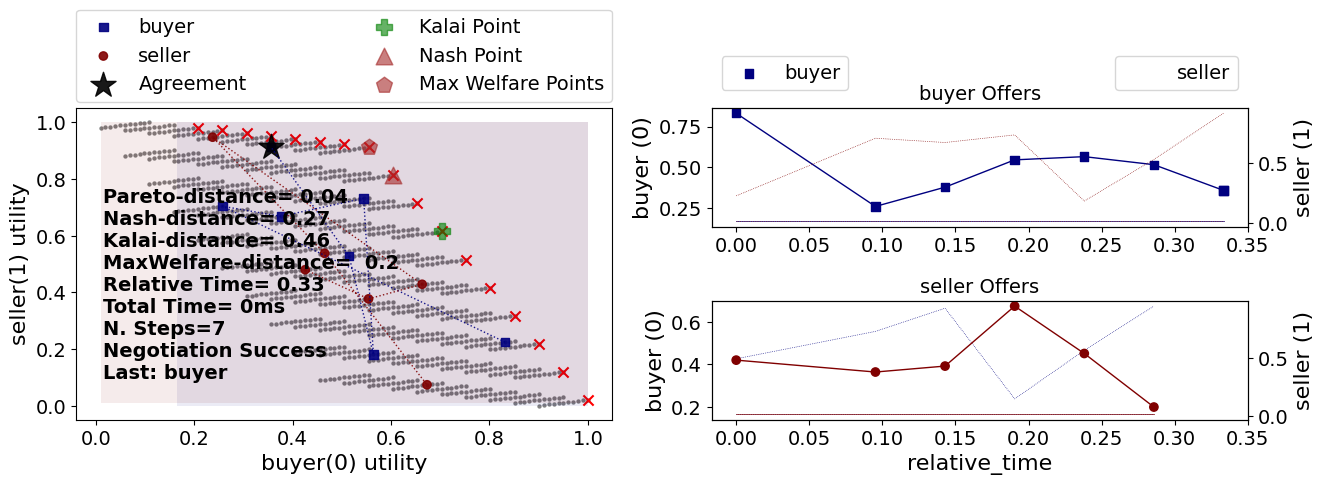 buyer
seller
Agreement
Kalai Point
Nash Point
Max Welfare Points
seller(1) utility
1.0
0.8
0.6
0.4
0.2
0.0
Pareto-distance= 0.04
Nash-distance= 0.27
Kalai-distance= 0.46
MaxWelfare-distance= 0.2
Relative Time= 0.33
Total Time= 0ms
N. Steps=7
Negotiation Success
Last: buyer
0.0 0.2 0.4 0.6 0.8 1.0
buyer(0) utility
buyer
seller
buyer Offers
buyer (0)
0.75
0.50
0.25
seller (1)
0.5
0.0
0.00 0.05 0.10 0.15 0.20 0.25 0.30 0.35
seller Offers
buyer (0)
0.6
0.4
0.2
seller (1)
0.5
0.0
0.00 0.05 0.10 0.15 0.20 0.25 0.30 0.35
relative_time